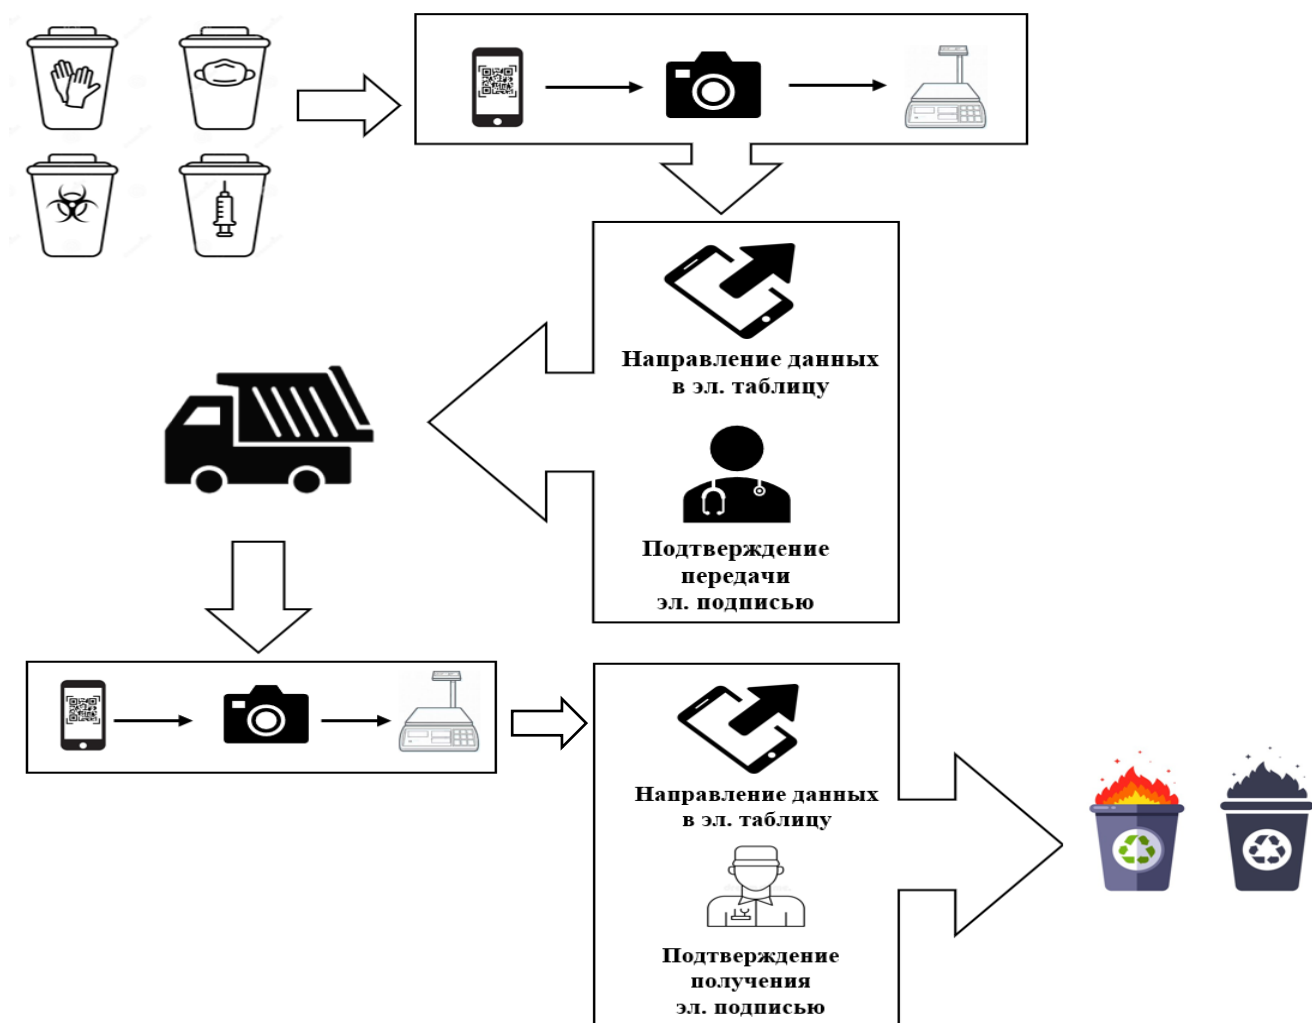 Направление данных
в эл. таблицу
Подтверждение
передачи
эл. подписью
Направление данных
в эл. таблицу
Подтверждение
получения
эл. подписью